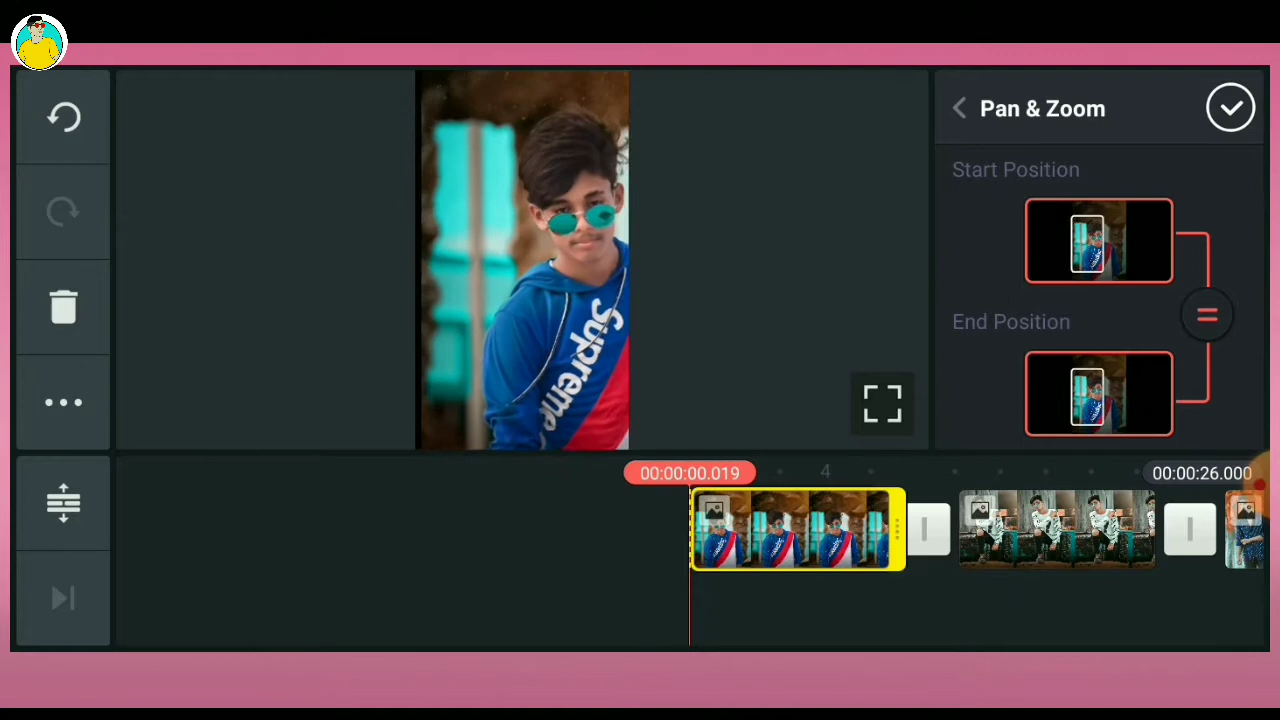 Pan & Zoom
Start Position
End Position
Supreme
00:00:00.019
4
00:00:26.000